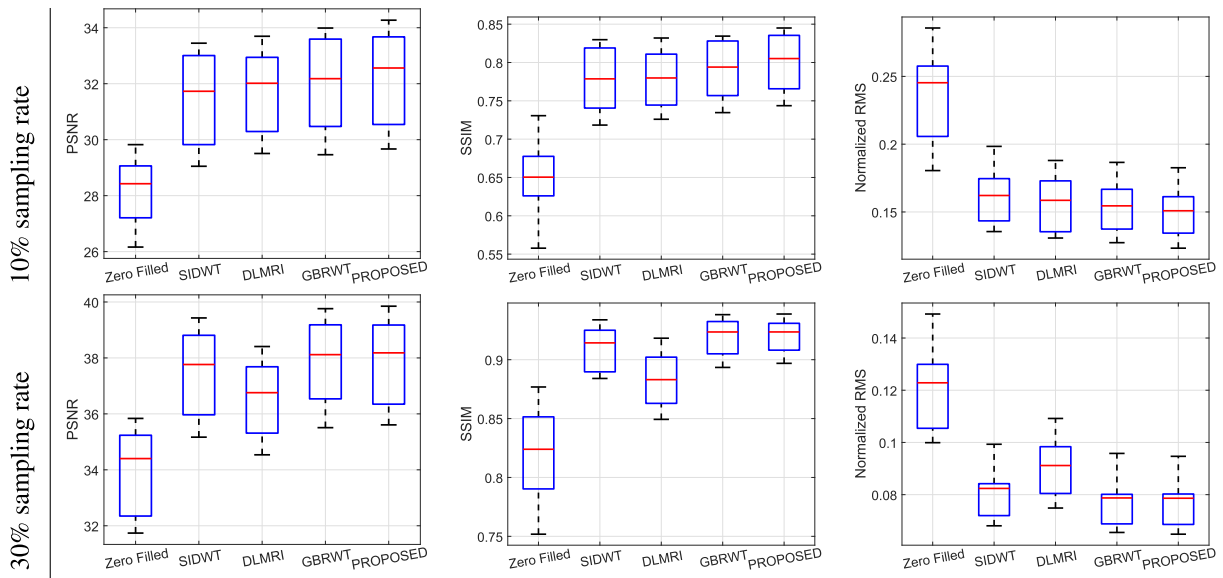 10% sampling rate
PSNR
34
32
30
28
26
Zero Filled SIDWT DLMRI GBRWT PROPOSED
SSIM
0.85
0.8
0.75
0.7
0.65
0.6
0.55
Zero Filled SIDWT DLMRI GBRWT PROPOSED
Normalized RMS
0.25
0.2
0.15
Zero Filled SIDWT DLMRI GBRWT PROPOSED
30% sampling rate
PSNR
40
38
36
34
32
Zero Filled SIDWT DLMRI GBRWT PROPOSED
SSIM
0.9
0.85
0.8
0.75
Zero Filled SIDWT DLMRI GBRWT PROPOSED
Normalized RMS
0.14
0.12
0.1
0.08
Zero Filled SIDWT DLMRI GBRWT PROPOSED